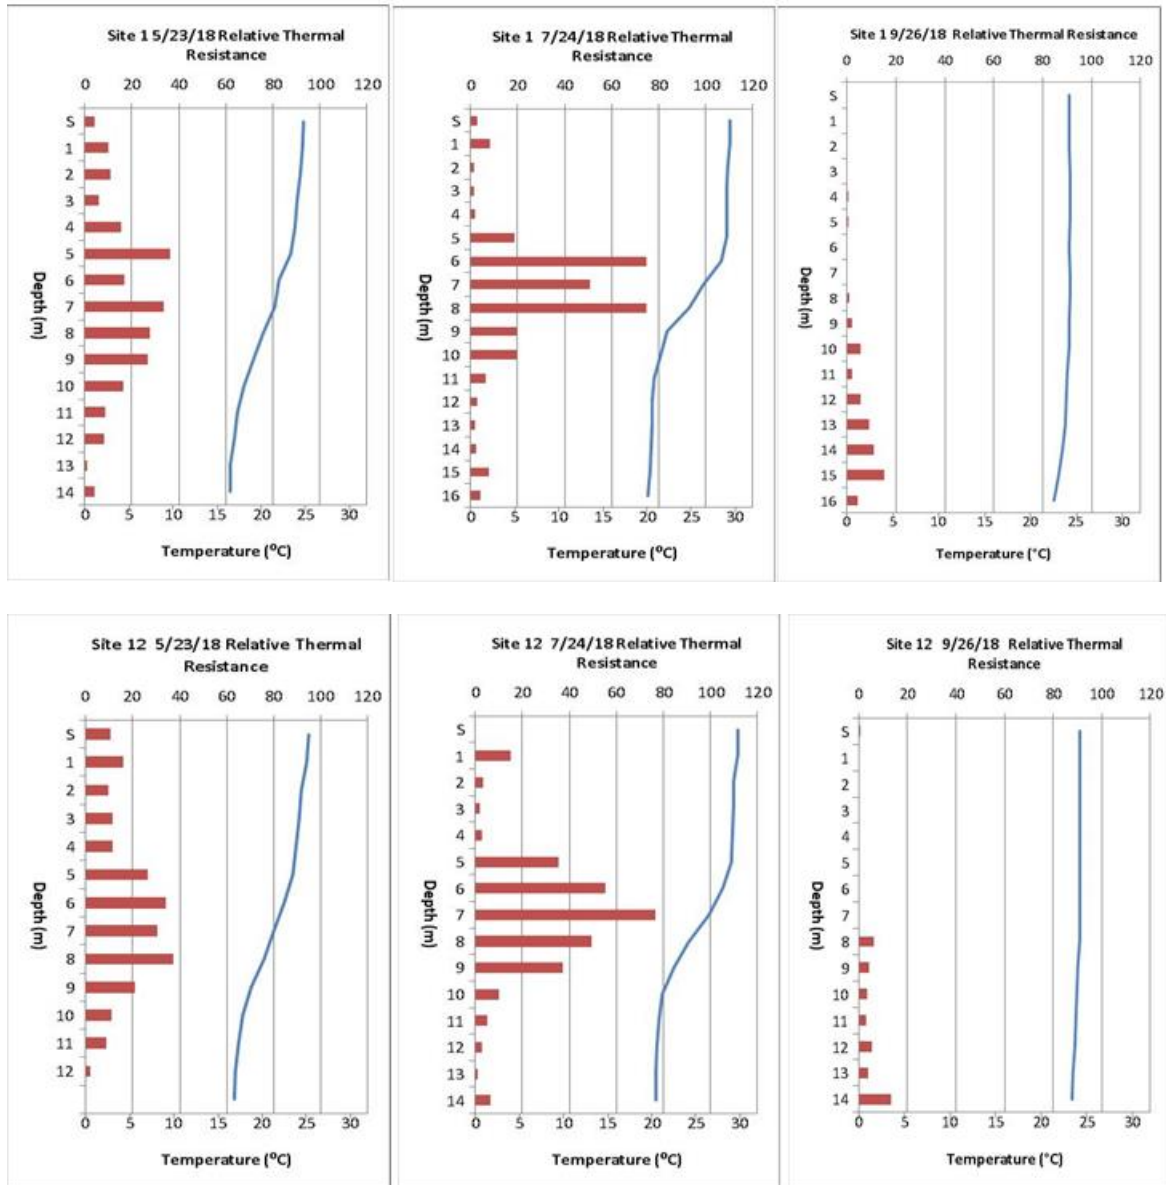 Site 1 5/23/18 Relative Thermal
Resistance
0 20 40 60 80 100 120
S
1
2
3
4
5
6
7
8
9
10
11
12
13
14
Depth (m)
0 5 10 15 20 25 30
Temperature (⁰C)
Site 1 7/24/18 Relative Thermal
Resistance
0 20 40 60 80 100 120
S
1
2
3
4
5
6
7
8
9
10
11
12
13
14
15
16
Depth (m)
0 5 10 15 20 25 30
Temperature (⁰C)
Site 1 9/26/18 Relative Thermal Resistance
0 20 40 60 80 100 120
S
1
2
3
4
5
6
7
8
9
10
11
12
13
14
15
16
Depth (m)
0 5 10 15 20 25 30
Temperature (°C)
Site 12 5/23/18 Relative Thermal
Resistance
0 20 40 60 80 100 120
S
1
2
3
4
5
6
7
8
9
10
11
12
Depth (m)
0 5 10 15 20 25 30
Temperature (⁰C)
Site 12 7/24/18 Relative Thermal
Resistance
0 20 40 60 80 100 120
S
1
2
3
4
5
6
7
8
9
10
11
12
13
14
Depth (m)
0 5 10 15 20 25 30
Temperature (⁰C)
Site 12 9/26/18 Relative Thermal
Resistance
0 20 40 60 80 100 120
S
1
2
3
4
5
6
7
8
9
10
11
12
13
14
Depth (m)
0 5 10 15 20 25 30
Temperature (°C)